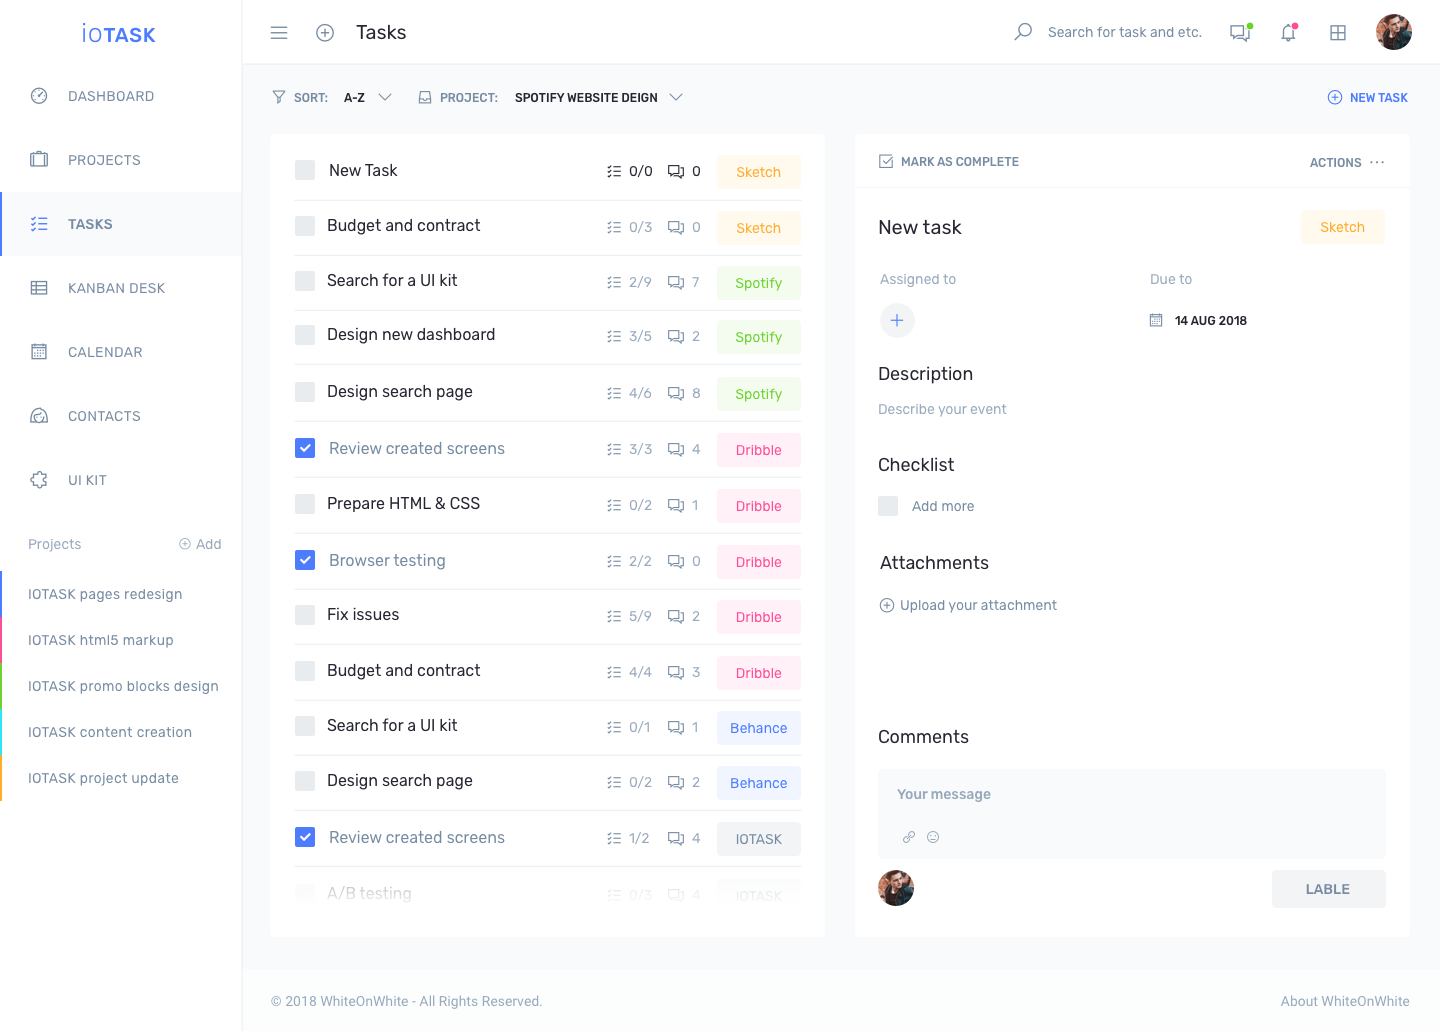 ioTASK
DASHBOARD
PROJECTS
TASKS
KANBAN DESK
CALENDAR
CONTACTS
UI KIT
Projects
Add
IOTASK pages redesign
IOTASK html5 markup
IOTASK promo blocks design
IOTASK content creation
IOTASK project update
Tasks
Search for task and etc.
SORT: A-Z PROJECT: SPOTIFY WEBSITE DEIGN
NEW TASK
New Task 0/0 0 Sketch
Budget and contract 0/3 0 Sketch
Search for a UI kit 2/9 7 Spotify
Design new dashboard 3/5 2 Spotify
Design search page 4/6 8 Spotify
Review created screens 3/3 4 Dribble
Prepare HTML & CSS 0/2 1 Dribble
Browser testing 2/2 0 Dribble
Fix issues 5/9 2 Dribble
Budget and contract 4/4 3 Dribble
Search for a UI kit 0/1 1 Behance
Design search page 0/2 2 Behance
Review created screens 1/2 4 IOTASK
A/B testing 0/3 4 IOTASK
MARK AS COMPLETE
ACTIONS
New task
Sketch
Assigned to
Due to
14 AUG 2018
Description
Describe your event
Checklist
Add more
Attachments
Upload your attachment
Comments
Your message
LABLE
© 2018 WhiteOnWhite - All Rights Reserved.
About WhiteOnWhite